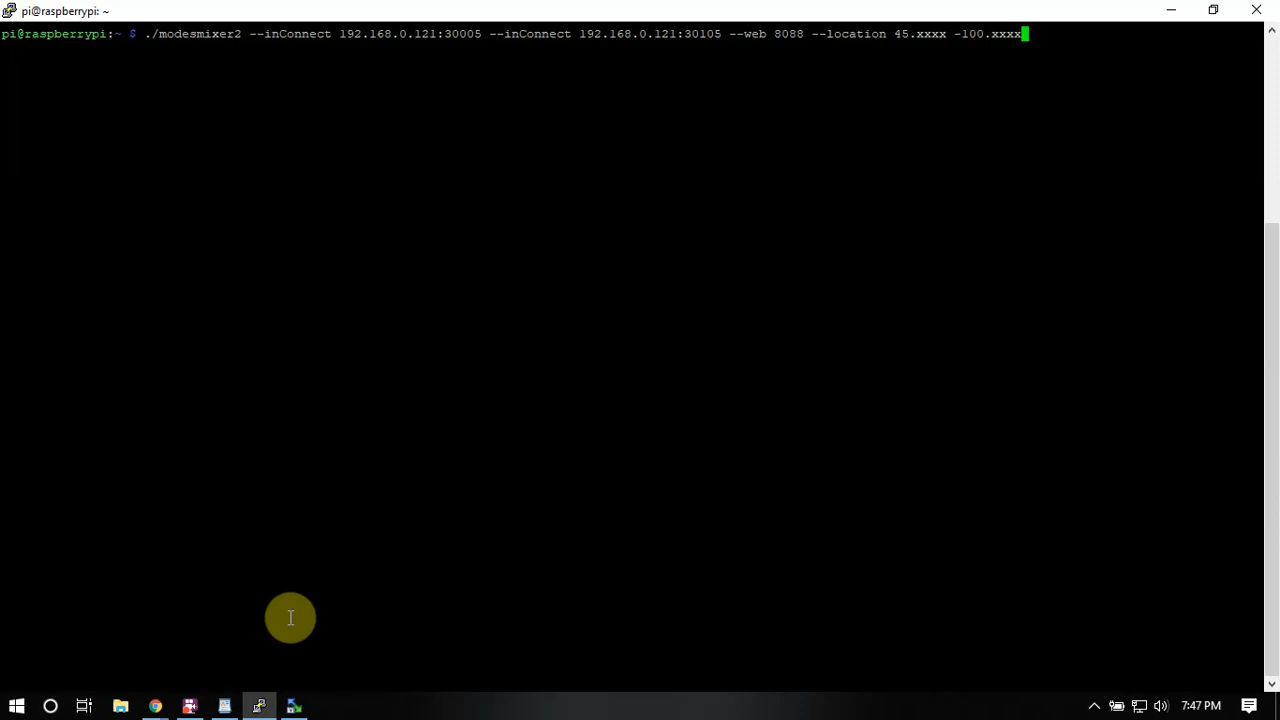 pi@raspberrypi: ~
pi@raspberrypi:~ $ ./modesmixer2 --inConnect 192.168.0.121:30005 --inConnect 192.168.0.121:30105 --web 8088 --location 45.xxxx -100.xxxx
7:47 PM